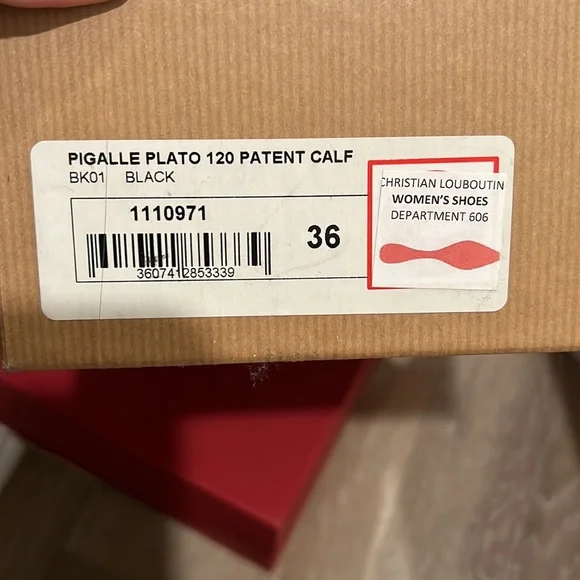 PIGALLE PLATO 120 PATENT CALF
BK01 BLACK
1110971
3607412853339
36
CHRISTIAN LOUBOUTIN
WOMEN'S SHOES
DEPARTMENT 606